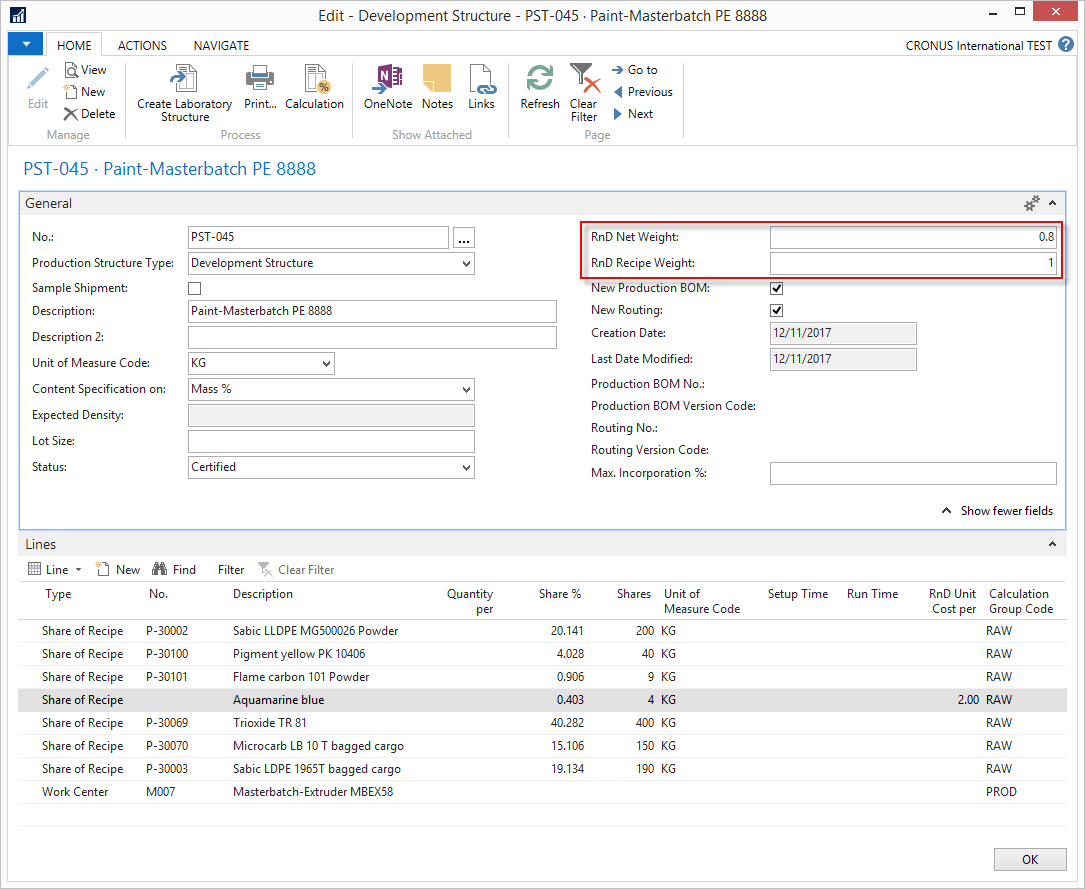 Edit - Development Structure - PST-045 · Paint-Masterbatch PE 8888
HOME ACTIONS NAVIGATE CRONUS International TEST ?
Edit
View
New
Delete
Manage
Create Laboratory Structure
Print...
Calculation
Process
OneNote
Notes
Links
Show Attached
Refresh
Clear Filter
Go to
Previous
Next
Page
PST-045 · Paint-Masterbatch PE 8888
General
No.: PST-045 ...
Production Structure Type: Development Structure
Sample Shipment:
Description: Paint-Masterbatch PE 8888
Description 2:
Unit of Measure Code: KG
Content Specification on: Mass %
Expected Density:
Lot Size:
Status: Certified
RnD Net Weight: 0.8
RnD Recipe Weight: 1
New Production BOM:
New Routing:
Creation Date: 12/11/2017
Last Date Modified: 12/11/2017
Production BOM No.:
Production BOM Version Code:
Routing No.:
Routing Version Code:
Max. Incorporation %:
Show fewer fields
Lines
Line New Find Filter Clear Filter
Type No. Description Quantity per Share % Shares Unit of Measure Code Setup Time Run Time RnD Unit Cost per Calculation Group Code
Share of Recipe P-30002 Sabic LLDPE MG500026 Powder 20.141 200 KG RAW
Share of Recipe P-30100 Pigment yellow PK 10406 4.028 40 KG RAW
Share of Recipe P-30101 Flame carbon 101 Powder 0.906 9 KG RAW
Share of Recipe Aquamarine blue 0.403 4 KG 2.00 RAW
Share of Recipe P-30069 Trioxide TR 81 40.282 400 KG RAW
Share of Recipe P-30070 Microcarb LB 10 T bagged cargo 15.106 150 KG RAW
Share of Recipe P-30003 Sabic LDPE 1965T bagged cargo 19.134 190 KG RAW
Work Center M007 Masterbatch-Extruder MBEX58 PROD
OK